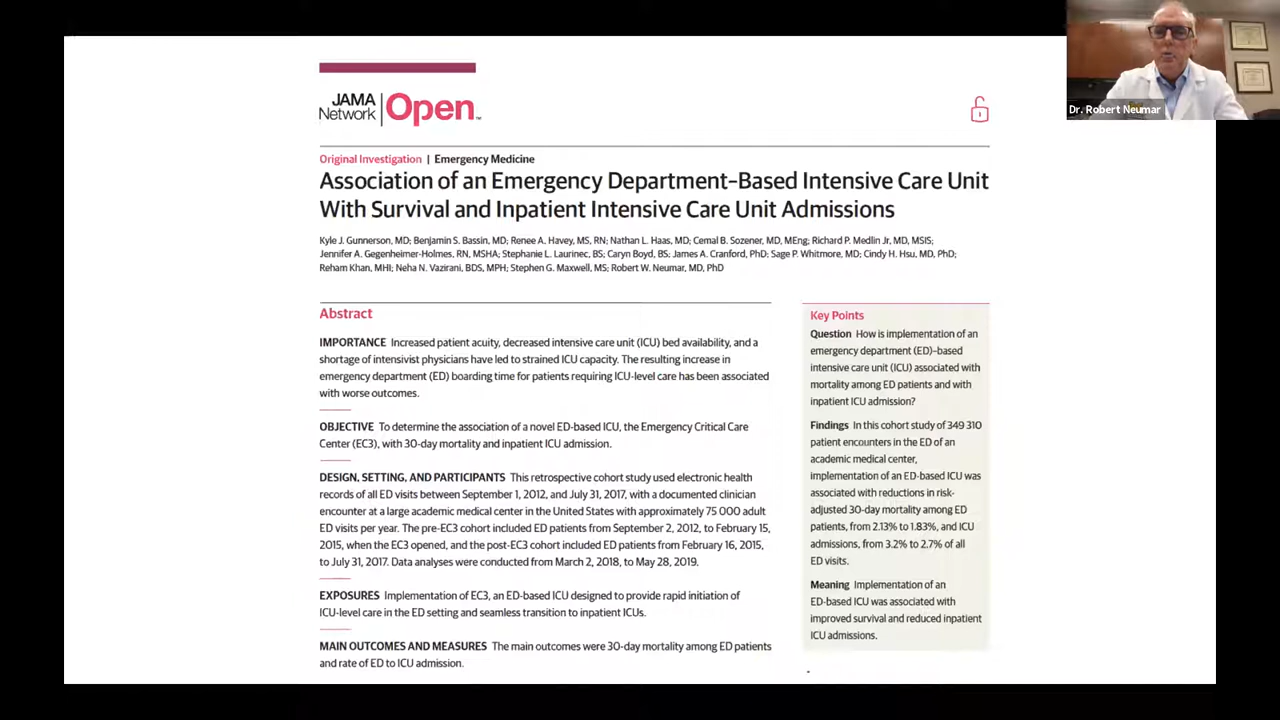 Dr. Robert Neumar
JAMA
Network
Open
Original Investigation | Emergency Medicine
Association of an Emergency Department–Based Intensive Care Unit
With Survival and Inpatient Intensive Care Unit Admissions
Kyle J. Gunnerson, MD; Benjamin S. Bassin, MD; Renee A. Havey, MS, RN; Nathan L. Haas, MD; Cemal B. Sozener, MD, MEng; Richard P. Medlin Jr, MD, MSIS;
Jennifer A. Gegenheimer-Holmes, RN, MSHA; Stephanie L. Laurinec, BS; Caryn Boyd, BS; James A. Cranford, PhD; Sage P. Whitmore, MD; Cindy H. Hsu, MD, PhD;
Reham Khan, MHI; Neha N. Vazirani, BDS, MPH; Stephen G. Maxwell, MS; Robert W. Neumar, MD, PhD
Abstract
IMPORTANCE Increased patient acuity, decreased intensive care unit (ICU) bed availability, and a
shortage of intensivist physicians have led to strained ICU capacity. The resulting increase in
emergency department (ED) boarding time for patients requiring ICU-level care has been associated
with worse outcomes.
OBJECTIVE To determine the association of a novel ED-based ICU, the Emergency Critical Care
Center (EC3), with 30-day mortality and inpatient ICU admission.
DESIGN, SETTING, AND PARTICIPANTS This retrospective cohort study used electronic health
records of all ED visits between September 1, 2012, and July 31, 2017, with a documented clinician
encounter at a large academic medical center in the United States with approximately 75 000 adult
ED visits per year. The pre-EC3 cohort included ED patients from September 2, 2012, to February 15,
2015, when the EC3 opened, and the post-EC3 cohort included ED patients from February 16, 2015,
to July 31, 2017. Data analyses were conducted from March 2, 2018, to May 28, 2019.
EXPOSURES Implementation of EC3, an ED-based ICU designed to provide rapid initiation of
ICU-level care in the ED setting and seamless transition to inpatient ICUs.
MAIN OUTCOMES AND MEASURES The main outcomes were 30-day mortality among ED patients
and rate of ED to ICU admission.
Key Points
Question How is implementation of an
emergency department (ED)–based
intensive care unit (ICU) associated with
mortality among ED patients and with
inpatient ICU admission?
Findings In this cohort study of 349 310
patient encounters in the ED of an
academic medical center,
implementation of an ED-based ICU was
associated with reductions in risk-
adjusted 30-day mortality among ED
patients, from 2.13% to 1.83%, and ICU
admissions, from 3.2% to 2.7% of all
ED visits.
Meaning Implementation of an
ED-based ICU was associated with
improved survival and reduced inpatient
ICU admissions.